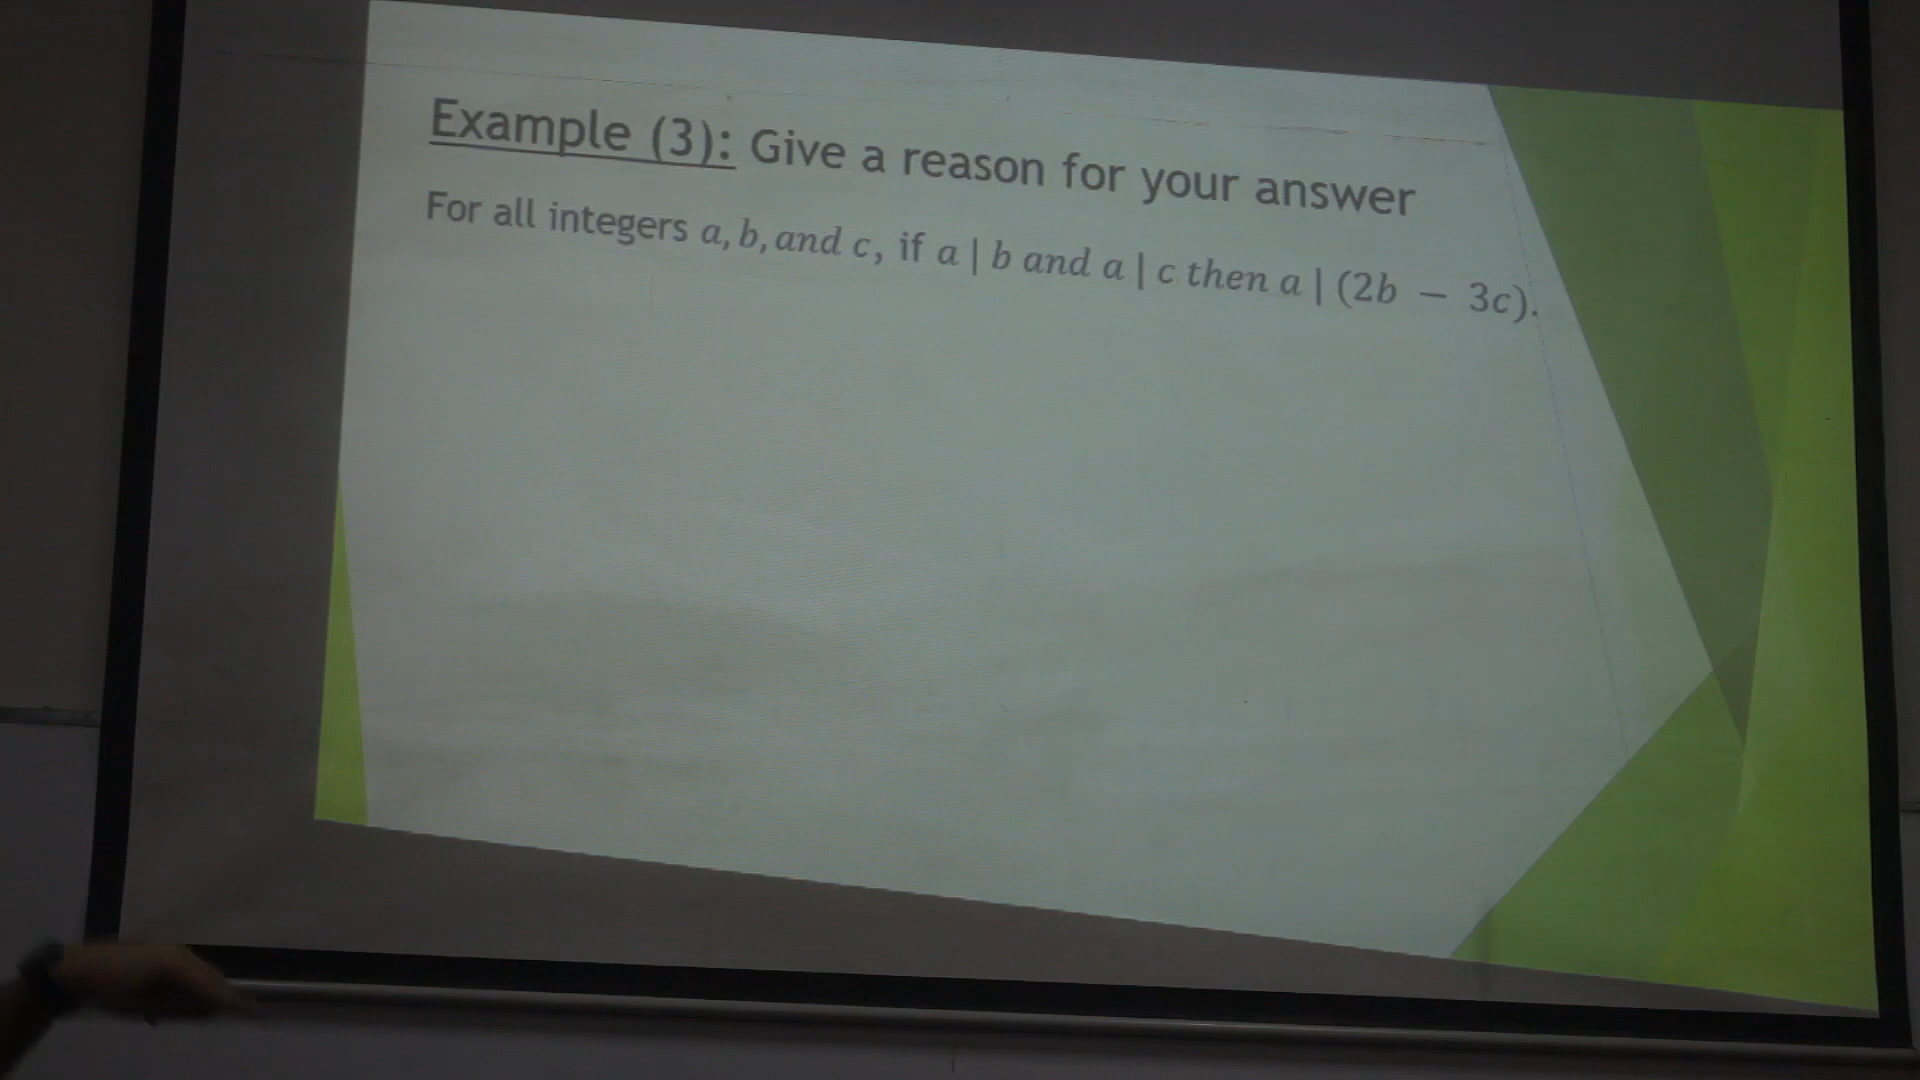 Example (3): Give a reason for your answer
For all integers a, b, and c, if a | b and a | c then a | (2b − 3c).